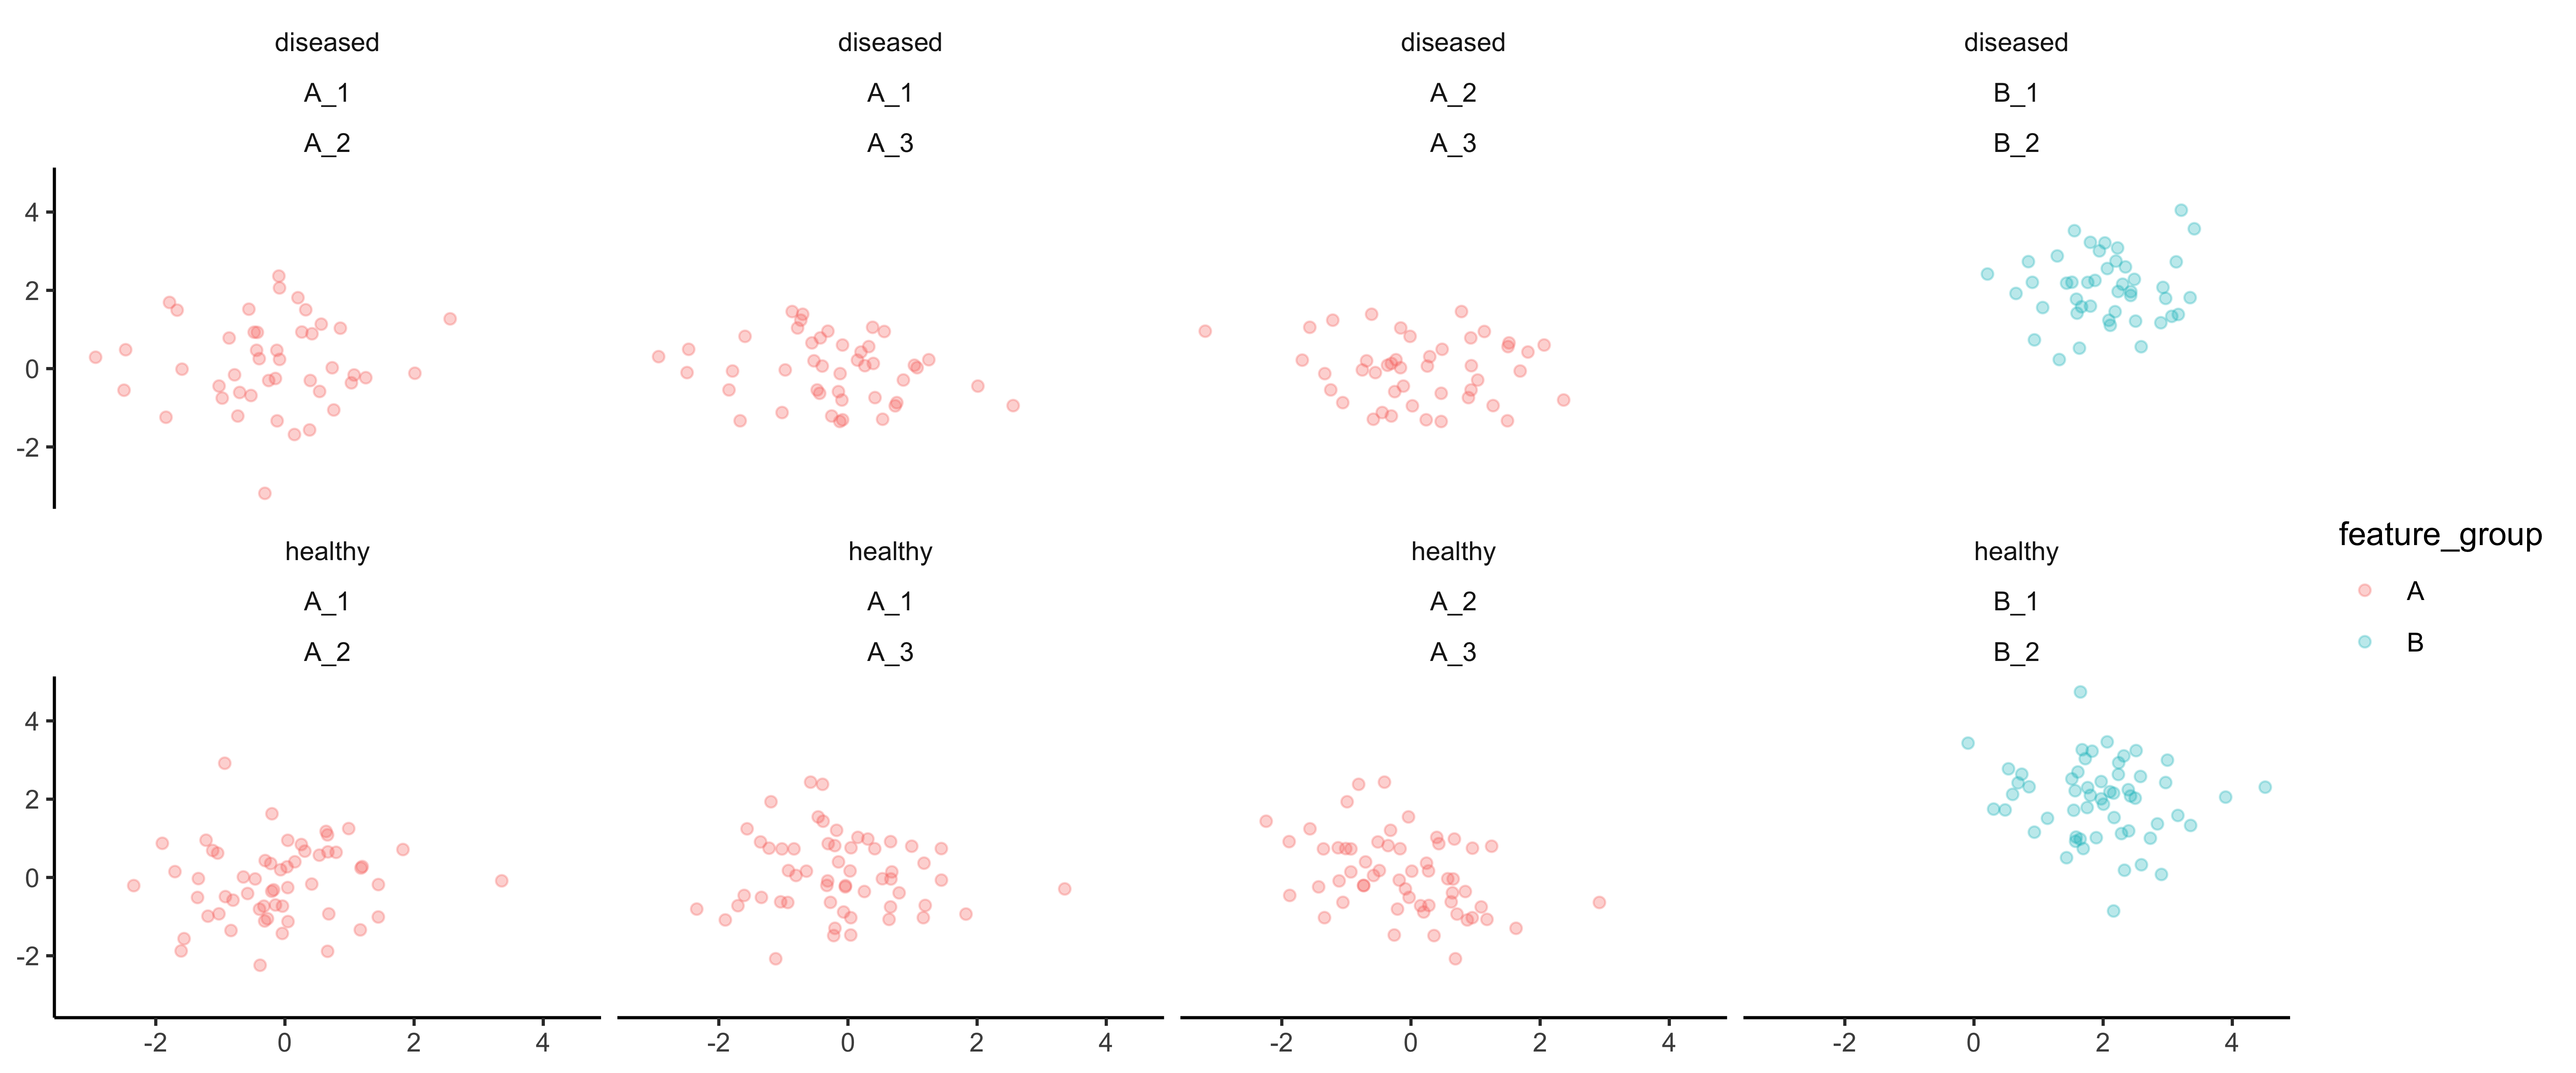 diseased diseased diseased diseased
A_1 A_1 A_2 B_1
A_2 A_3 A_3 B_2
4
2
0
-2
healthy healthy healthy healthy
A_1 A_1 A_2 B_1
A_2 A_3 A_3 B_2
4
2
0
-2
-2 0 2 4 -2 0 2 4 -2 0 2 4 -2 0 2 4
feature_group
A
B